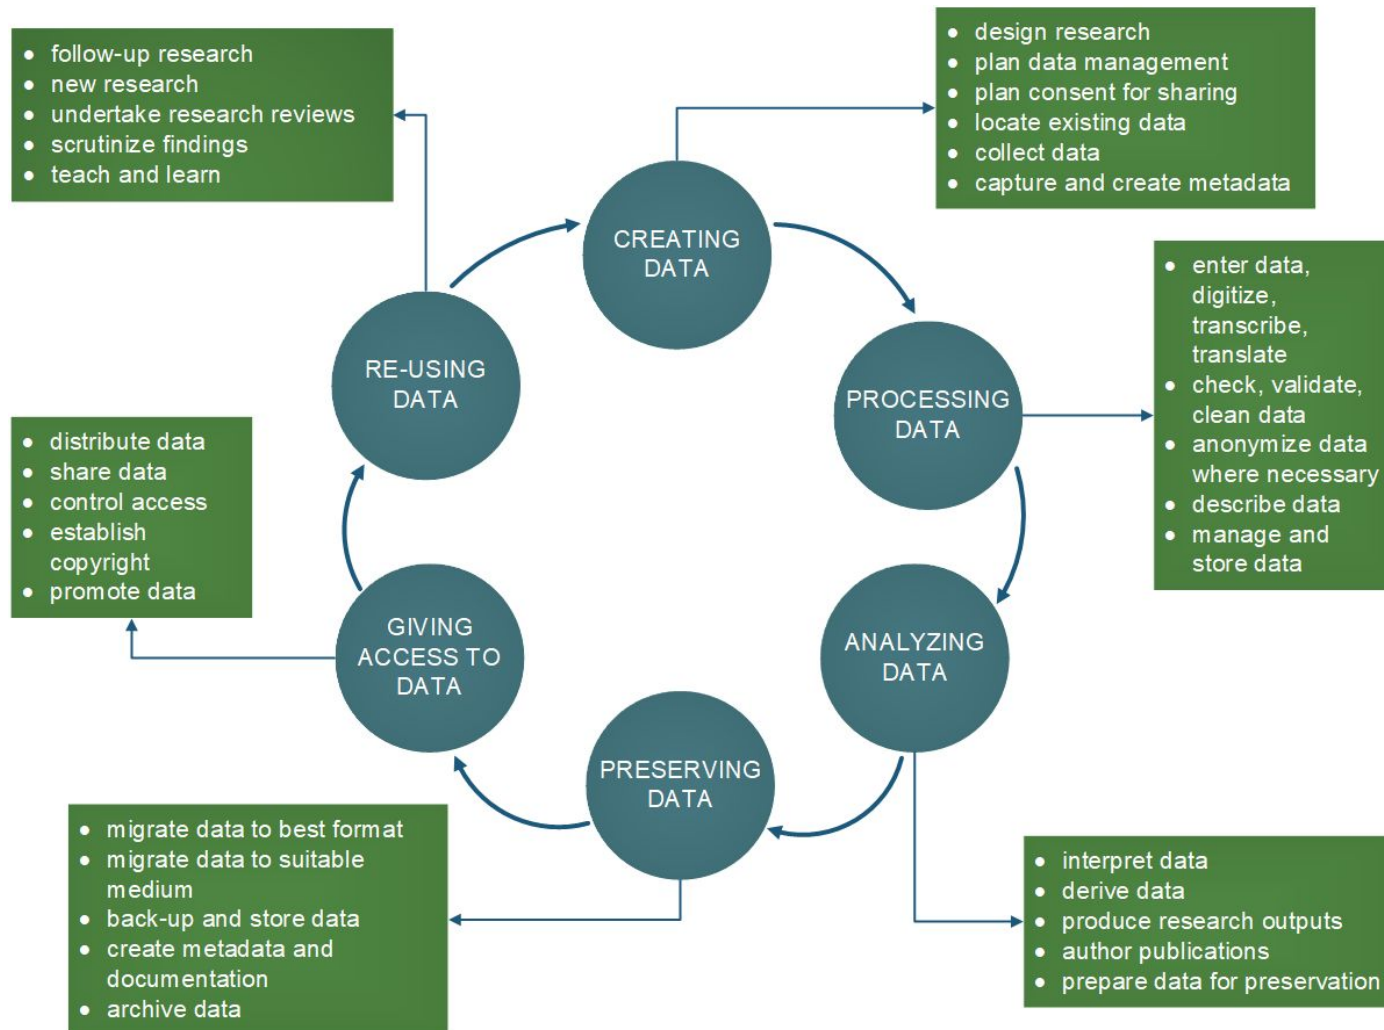 • follow-up research
• new research
• undertake research reviews
• scrutinize findings
• teach and learn
• design research
• plan data management
• plan consent for sharing
• locate existing data
• collect data
• capture and create metadata
CREATING
DATA
• enter data,
digitize,
transcribe,
translate
• check, validate,
clean data
• anonymize data
where necessary
• describe data
• manage and
store data
RE-USING
DATA
PROCESSING
DATA
• distribute data
• share data
• control access
• establish
copyright
• promote data
GIVING
ACCESS TO
DATA
ANALYZING
DATA
PRESERVING
DATA
• migrate data to best format
• migrate data to suitable
medium
• back-up and store data
• create metadata and
documentation
• archive data
• interpret data
• derive data
• produce research outputs
• author publications
• prepare data for preservation